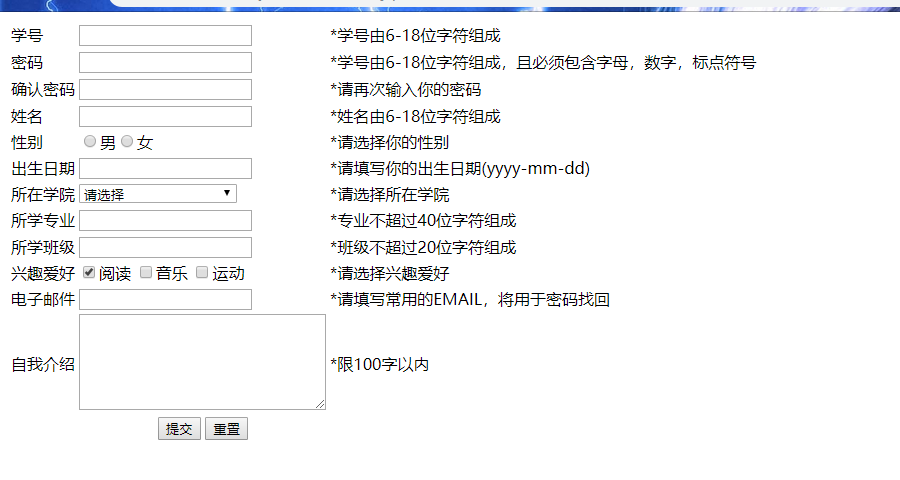 学号 *学号由6-18位字符组成
密码 *学号由6-18位字符组成，且必须包含字母，数字，标点符号
确认密码 *请再次输入你的密码
姓名 *姓名由6-18位字符组成
性别 男 女 *请选择你的性别
出生日期 *请填写你的出生日期(yyyy-mm-dd)
所在学院 请选择 *请选择所在学院
所学专业 *专业不超过40位字符组成
所学班级 *班级不超过20位字符组成
兴趣爱好 阅读 音乐 运动 *请选择兴趣爱好
电子邮件 *请填写常用的EMAIL，将用于密码找回
自我介绍 *限100字以内
提交 重置